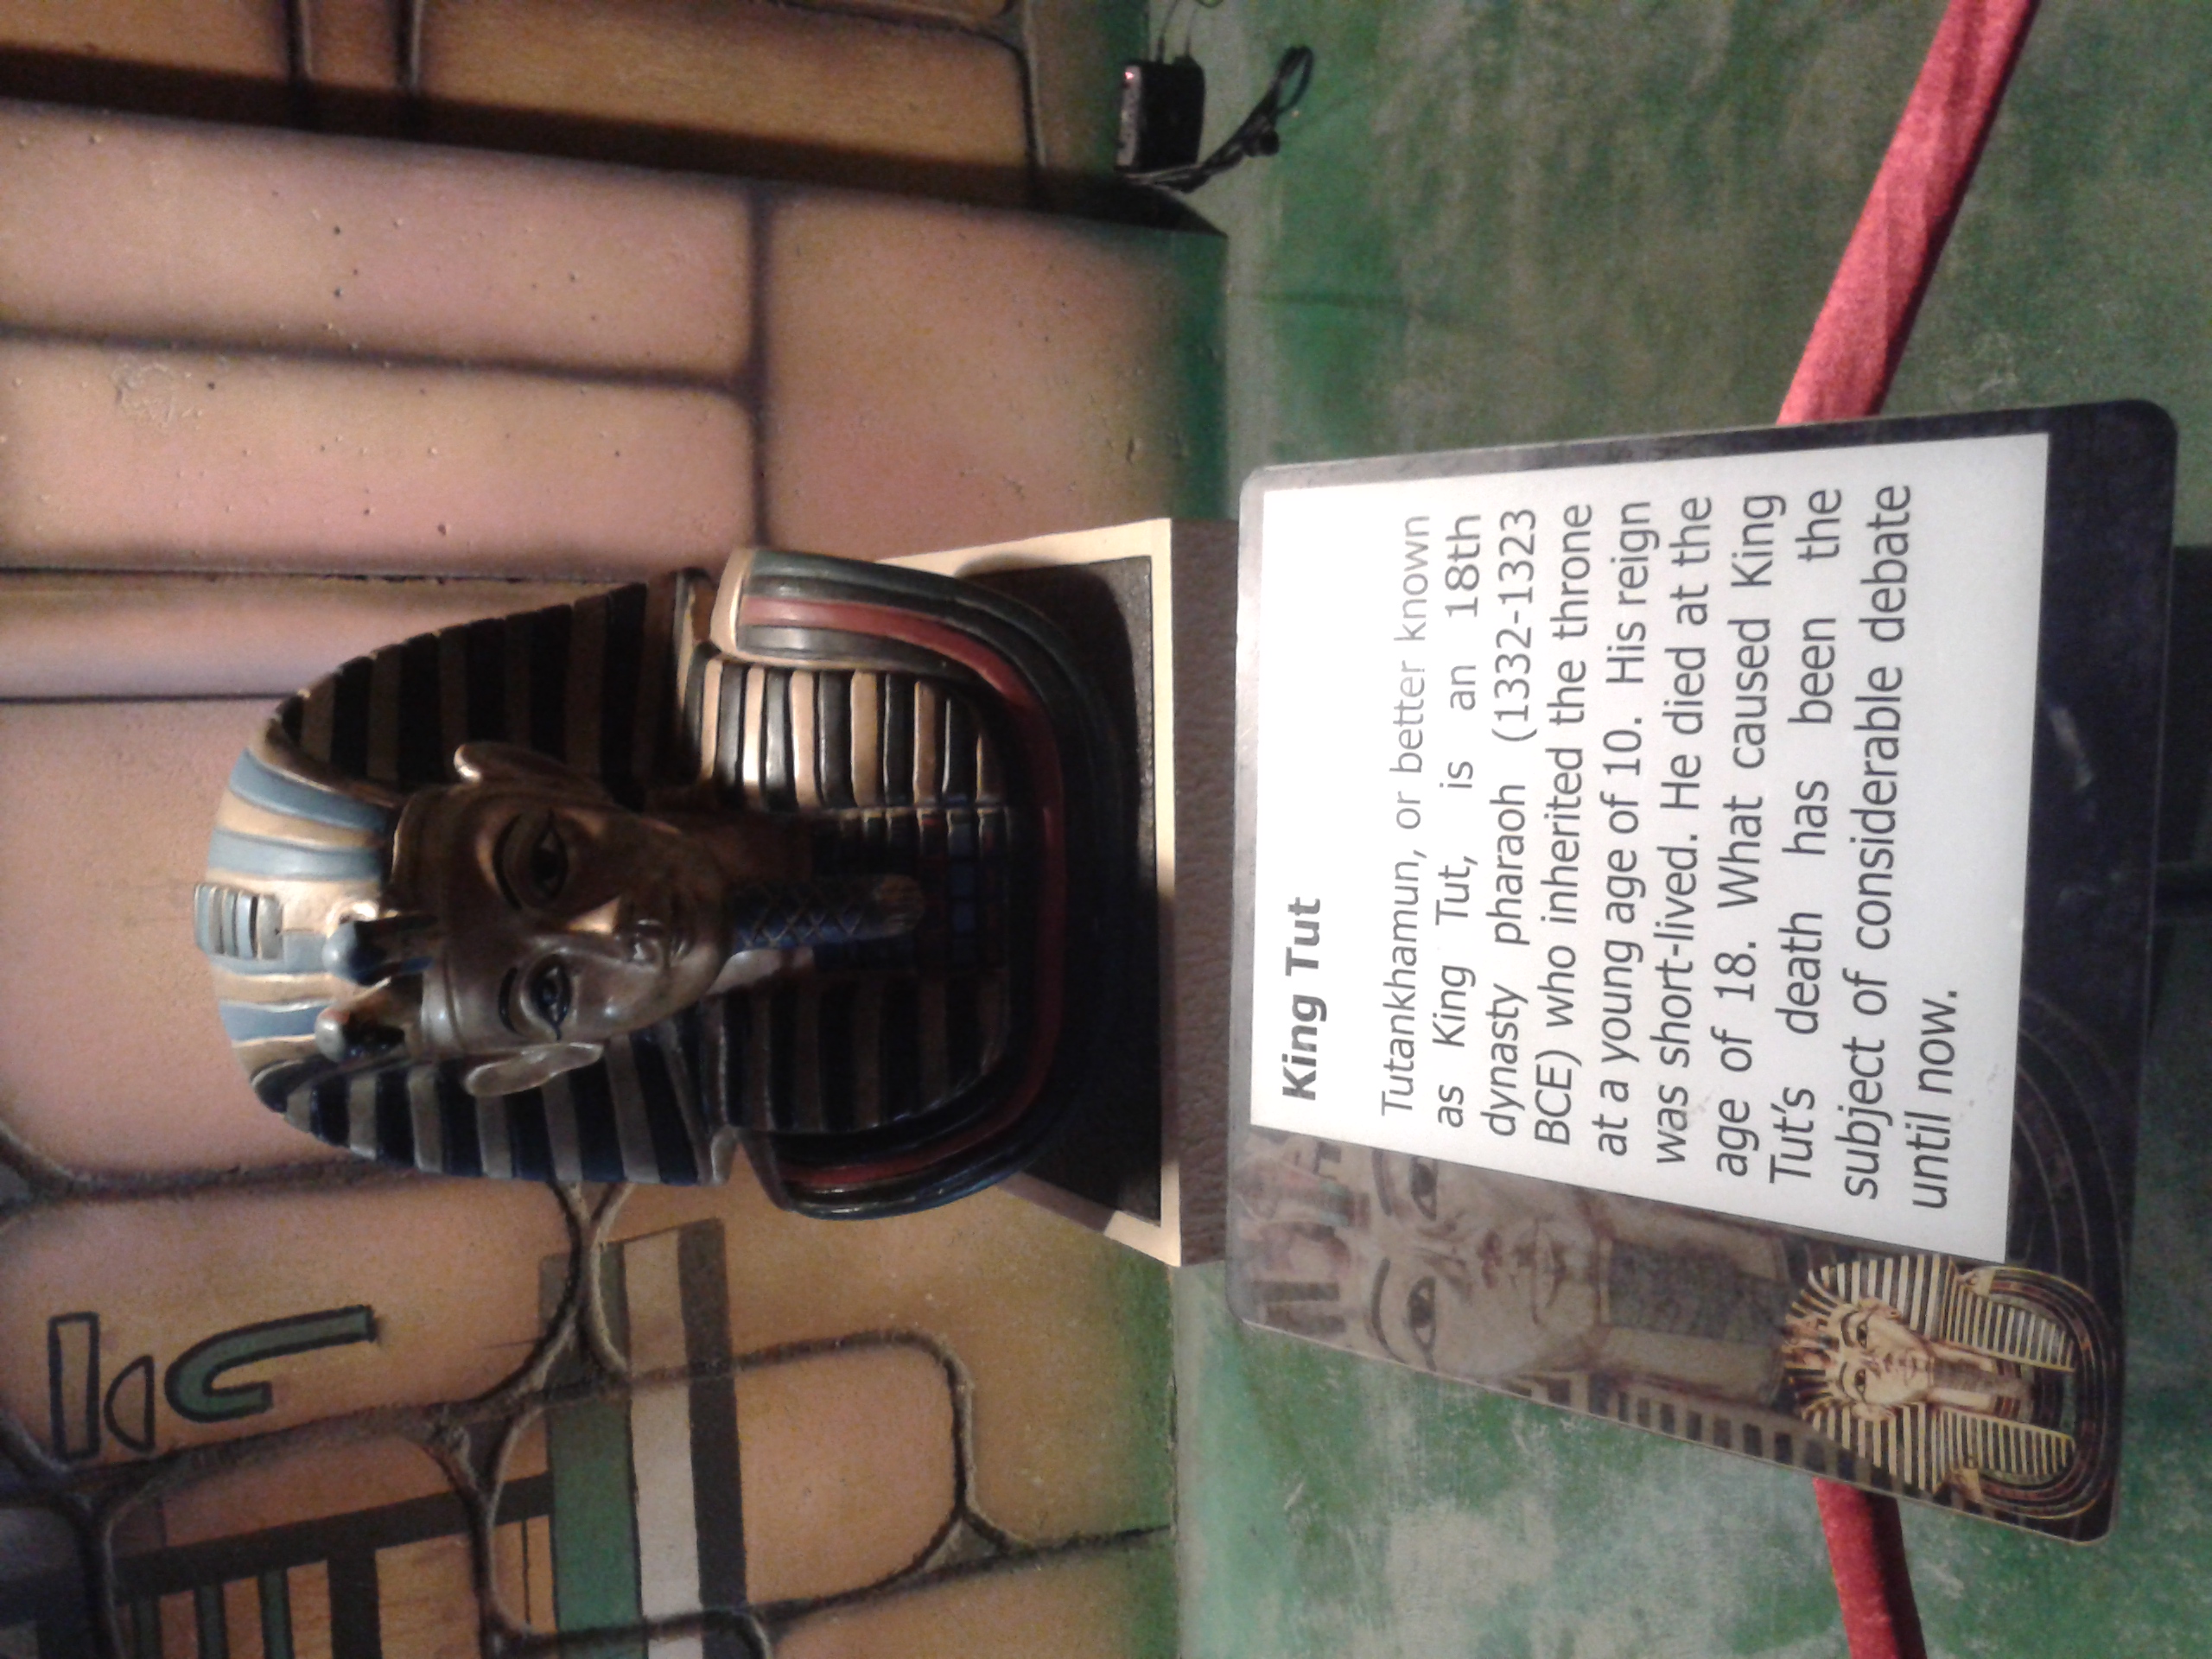 King Tut
Tutankhamun, or better known
as King Tut, is an 18th
dynasty pharaoh (1332-1323
BCE) who inherited the throne
at a young age of 10. His reign
was short-lived. He died at the
age of 18. What caused King
Tut's death has been the
subject of considerable debate
until now.